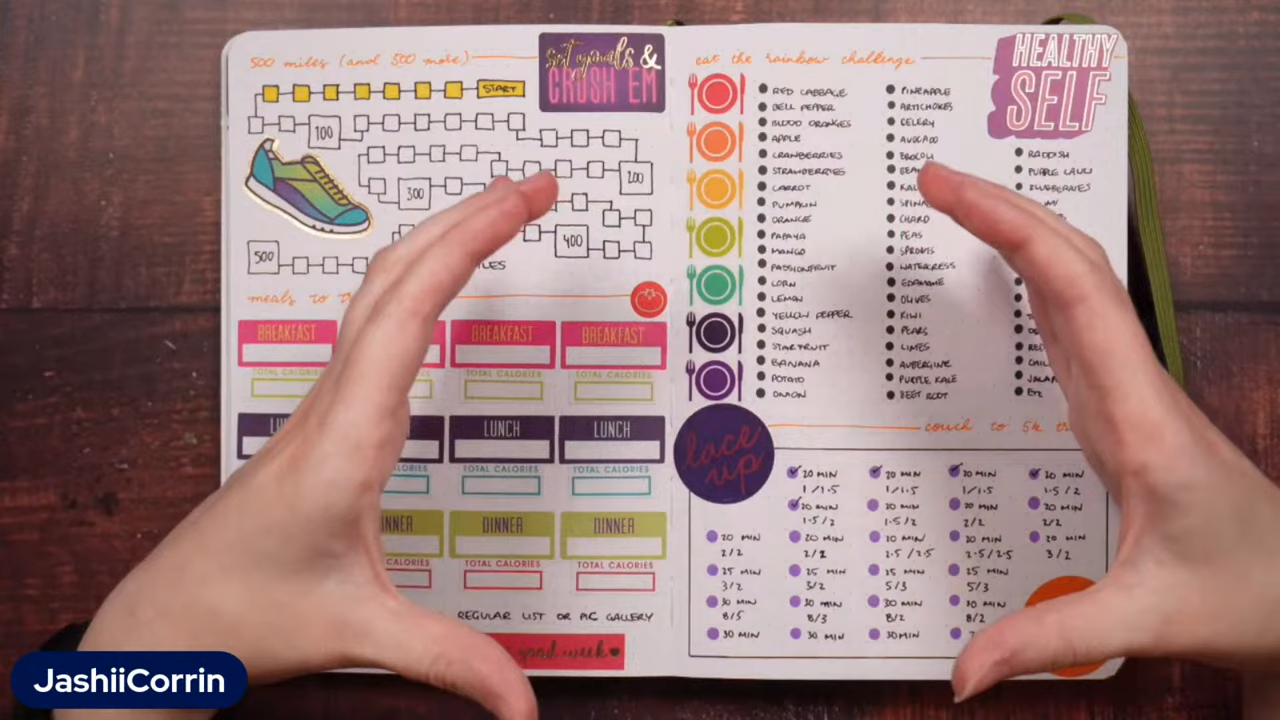 500 miles (and 500 more)
set goals &
CRUSH EM
START
100
200
300
400
500
meals to
BREAKFAST
BREAKFAST
BREAKFAST
TOTAL CALORIES
TOTAL CALORIES
TOTAL CALORIES
LUNCH
LUNCH
TOTAL CALORIES
TOTAL CALORIES
DINNER
DINNER
TOTAL CALORIES
TOTAL CALORIES
REGULAR LIST OR PIC GALLERY
good week
eat the rainbow challenge
HEALTHY
SELF
RED CABBAGE
BELL PEPPER
BLOOD ORANGES
APPLE
CRANBERRIES
STRAWBERRIES
CARROT
PUMPKIN
ORANGE
PAPAYA
MANGO
PASSIONFRUIT
CORN
LEMON
YELLOW PEPPER
SQUASH
STARFRUIT
BANANA
POTATO
ONION
PINEAPPLE
ARTICHOKES
CELERY
AVOCADO
CHARD
PEAS
SPROUTS
WATERCRESS
EDAMAME
OLIVES
KIWI
PEARS
LIMES
AUBERGINE
PURPLE KALE
BEET ROOT
RADDISH
PURPLE CAULI
BLUEBERRIES
ETC
couch to 5k
lace
up
20 MIN 20 MIN 20 MIN 20 MIN
1/1.5 1/1.5 1/1.5 1.5/2
20 MIN 20 MIN 20 MIN 20 MIN
1.5/2 1.5/2 2/2 2/2
20 MIN 20 MIN 20 MIN 20 MIN 20 MIN
2/2 2/2 2.5/2.5 2.5/2.5 3/2
25 MIN 25 MIN 25 MIN 25 MIN
3/2 3/2 5/3 5/3
30 MIN 30 MIN 30 MIN 30 MIN
8/5 8/3 8/2 8/2
30 MIN 30 MIN 30 MIN
JashiiCorrin